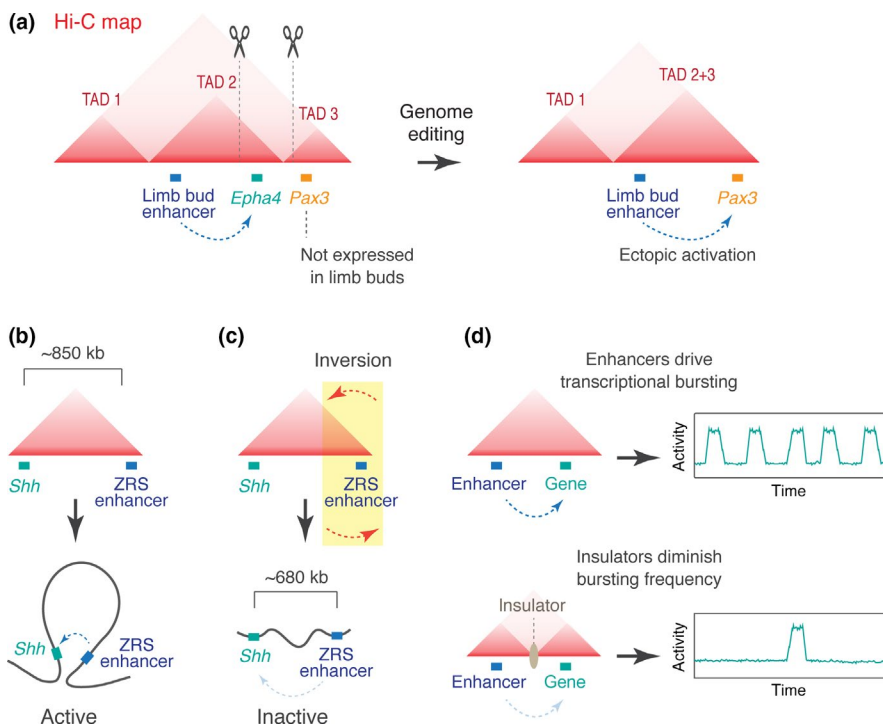 (a)
Hi-C map
TAD 1
TAD 2
TAD 3
Limb bud
enhancer
Epha4
Pax3
Not expressed
in limb buds
Genome
editing
TAD 1
TAD 2+3
Limb bud
enhancer
Pax3
Ectopic activation
(b)
~850 kb
Shh
ZRS
enhancer
Shh
ZRS
enhancer
Active
(c)
Inversion
Shh
ZRS
enhancer
~680 kb
Shh
ZRS
enhancer
Inactive
(d)
Enhancers drive
transcriptional bursting
Enhancer
Gene
Activity
Time
Insulators diminish
bursting frequency
Insulator
Enhancer
Gene
Activity
Time